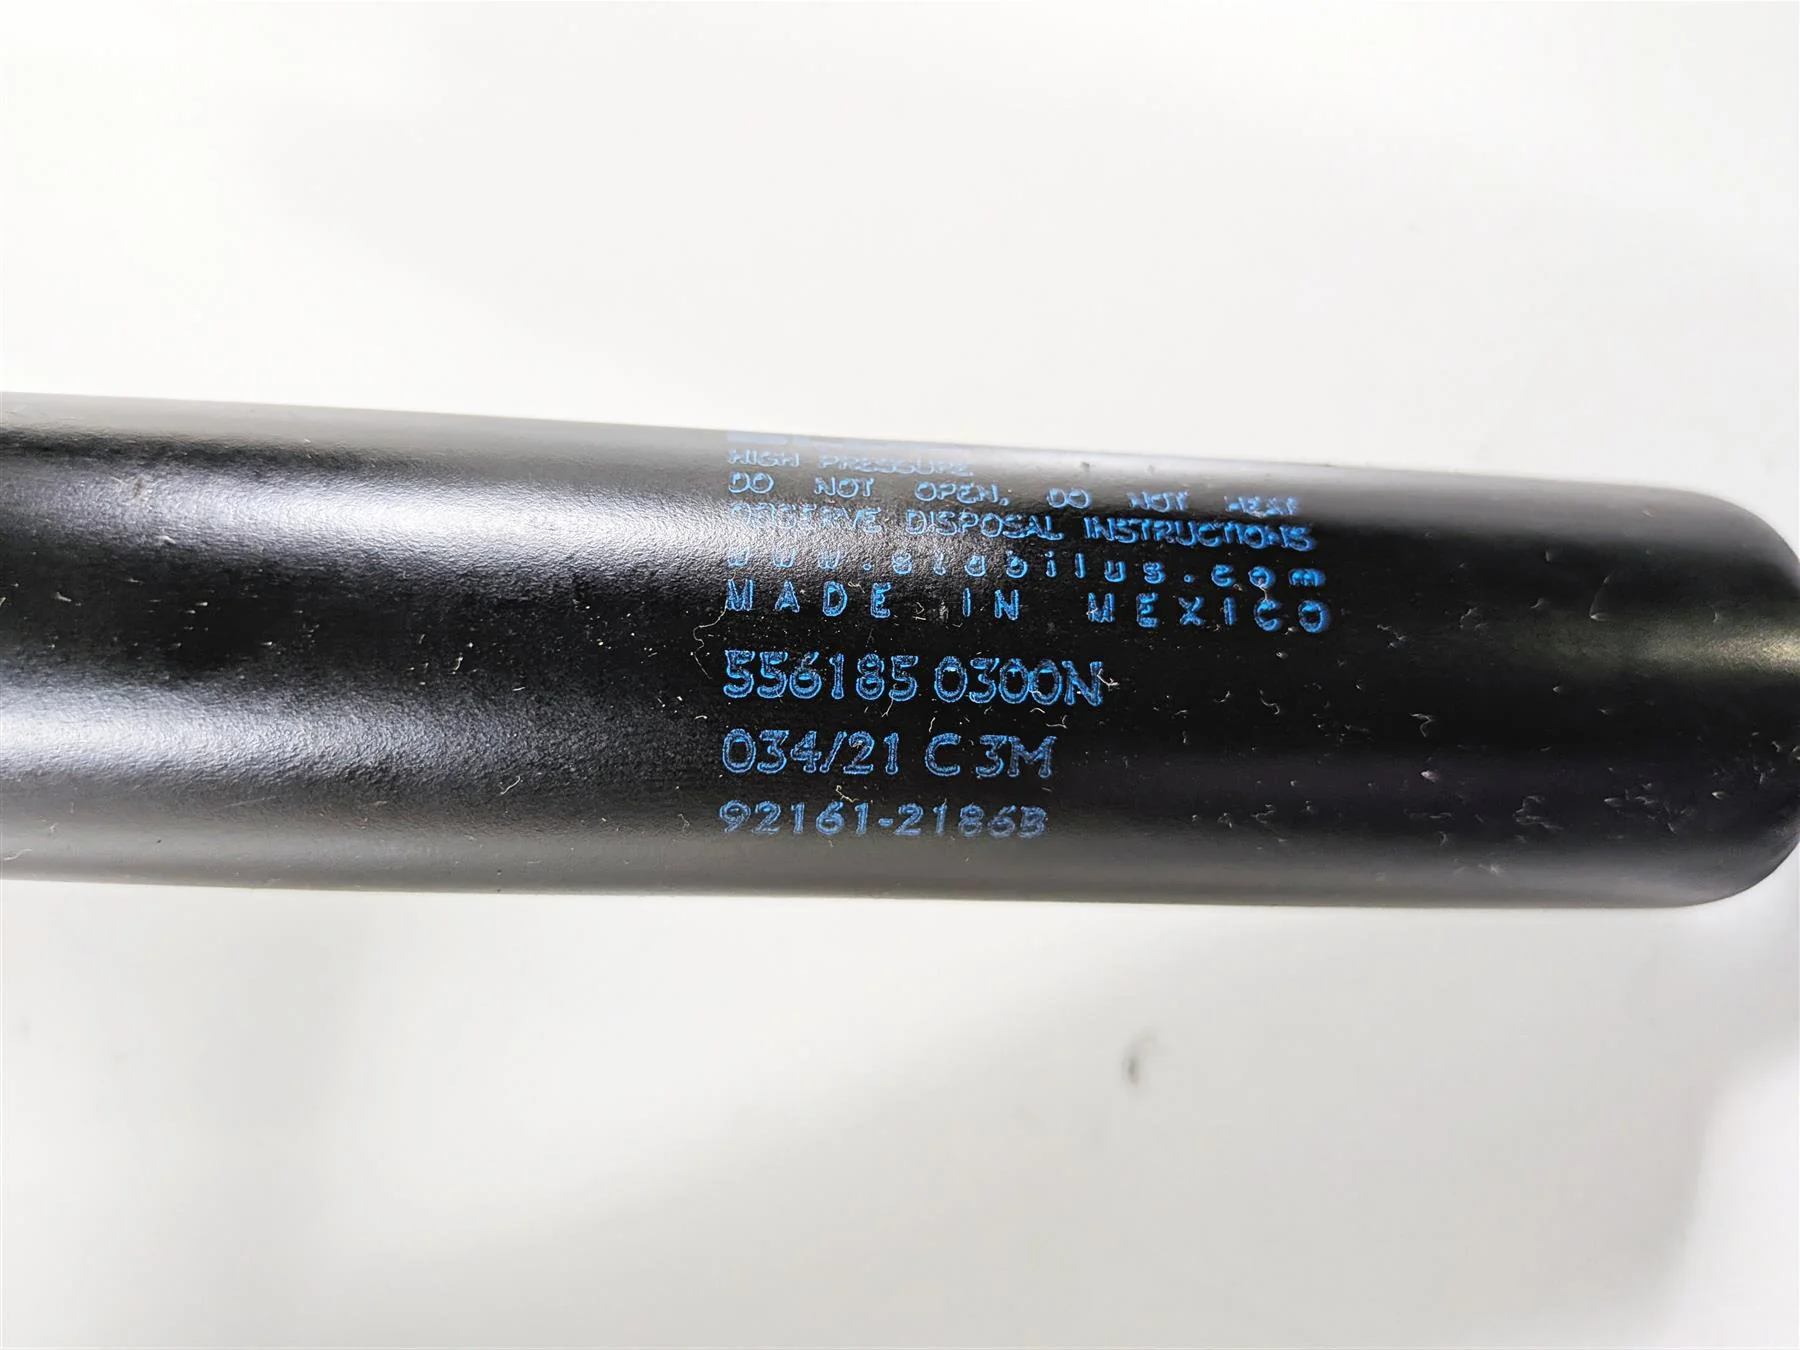 HIGH PRESSURE
DO NOT OPEN, DO NOT HEAT
OBSERVE DISPOSAL INSTRUCTIONS
www.stabilus.com
MADE IN MEXICO
556185 0300N
034/21 C 3M
92161-2186B